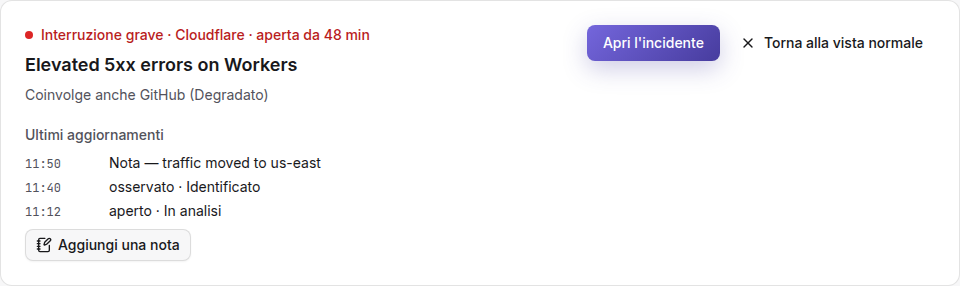 Interruzione grave · Cloudflare · aperta da 48 min
Apri l'incidente
Torna alla vista normale
Elevated 5xx errors on Workers
Coinvolge anche GitHub (Degradato)
Ultimi aggiornamenti
11:50 Nota — traffic moved to us-east
11:40 osservato · Identificato
11:12 aperto · In analisi
Aggiungi una nota